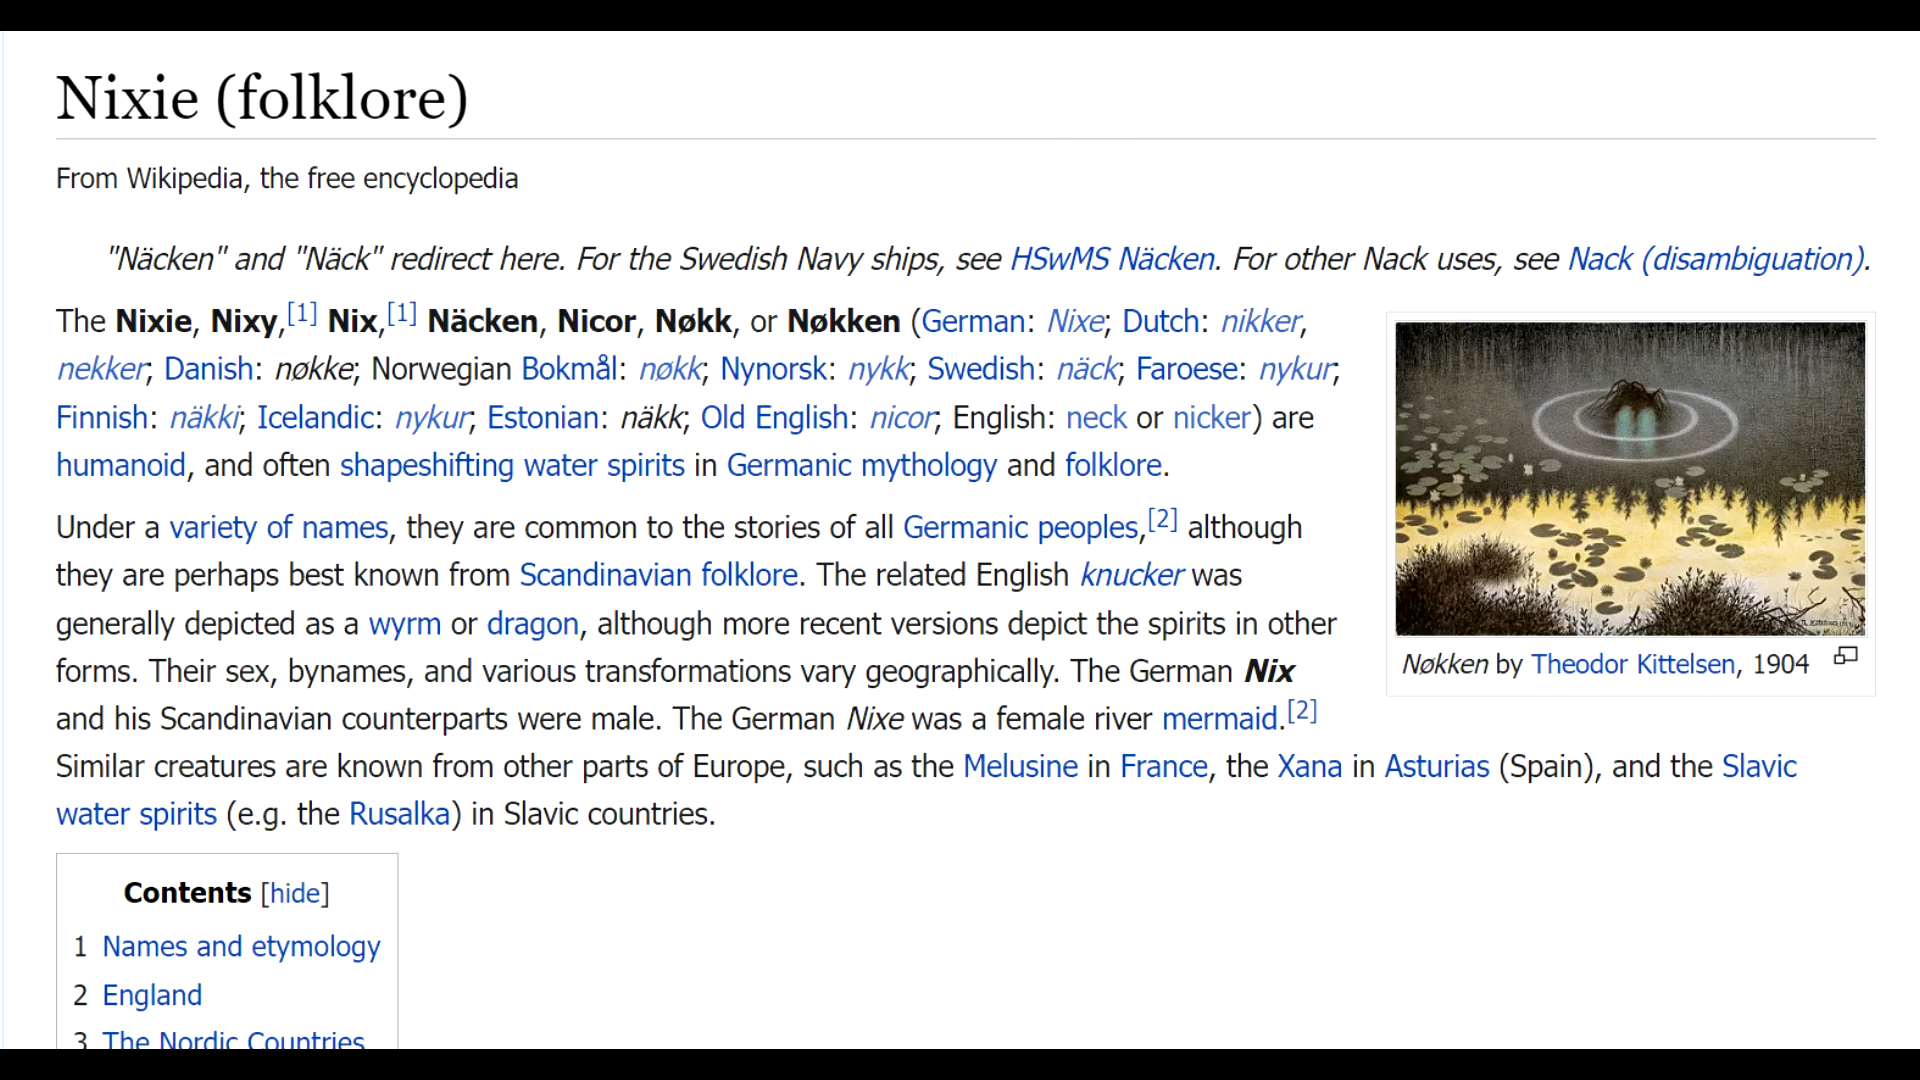 Nixie (folklore)
From Wikipedia, the free encyclopedia
"Näcken" and "Näck" redirect here. For the Swedish Navy ships, see HSwMS Näcken. For other Nack uses, see Nack (disambiguation).
The Nixie, Nixy,[1] Nix,[1] Näcken, Nicor, Nøkk, or Nøkken (German: Nixe; Dutch: nikker,
nekker; Danish: nøkke; Norwegian Bokmål: nøkk; Nynorsk: nykk; Swedish: näck; Faroese: nykur;
Finnish: näkki; Icelandic: nykur; Estonian: näkk; Old English: nicor; English: neck or nicker) are
humanoid, and often shapeshifting water spirits in Germanic mythology and folklore.
Under a variety of names, they are common to the stories of all Germanic peoples,[2] although
they are perhaps best known from Scandinavian folklore. The related English knucker was
generally depicted as a wyrm or dragon, although more recent versions depict the spirits in other
forms. Their sex, bynames, and various transformations vary geographically. The German Nix
and his Scandinavian counterparts were male. The German Nixe was a female river mermaid.[2]
Similar creatures are known from other parts of Europe, such as the Melusine in France, the Xana in Asturias (Spain), and the Slavic
water spirits (e.g. the Rusalka) in Slavic countries.
Nøkken by Theodor Kittelsen, 1904
Contents [hide]
1 Names and etymology
2 England
3 The Nordic Countries